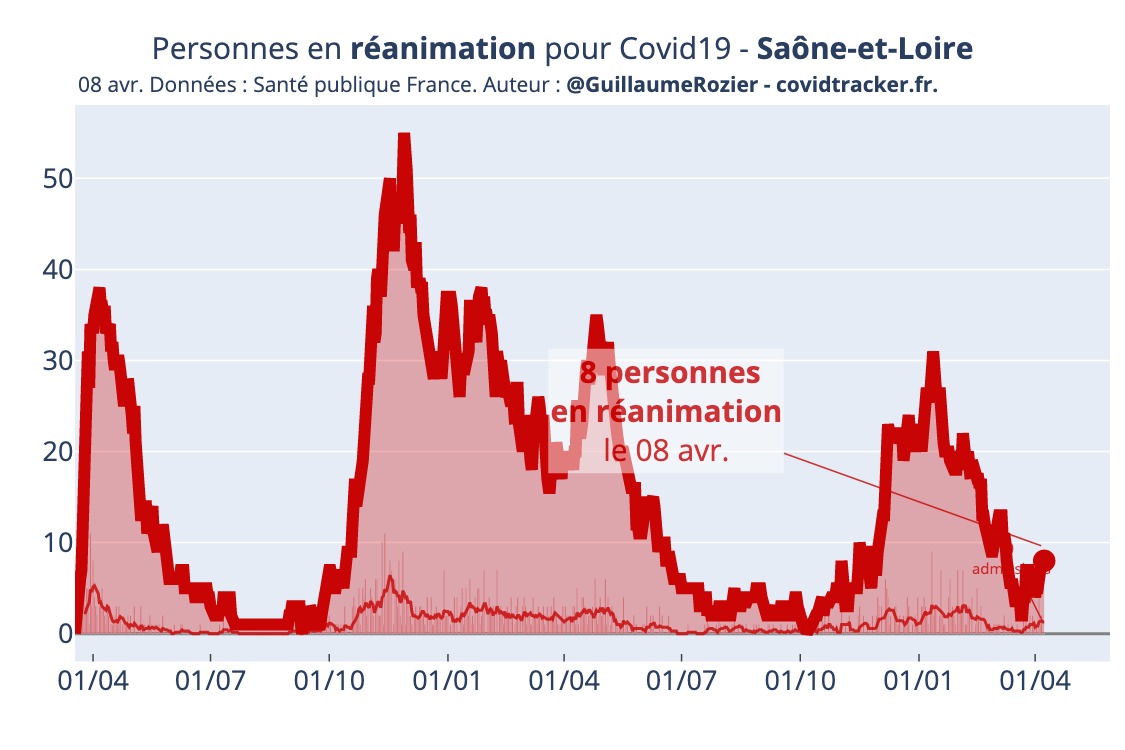 Personnes en réanimation pour Covid19 - Saône-et-Loire
08 avr. Données : Santé publique France. Auteur : @GuillaumeRozier - covidtracker.fr.
50
40
30
20
10
0
8 personnes
en réanimation
le 08 avr.
01/04 01/07 01/10 01/01 01/04 01/07 01/10 01/01 01/04